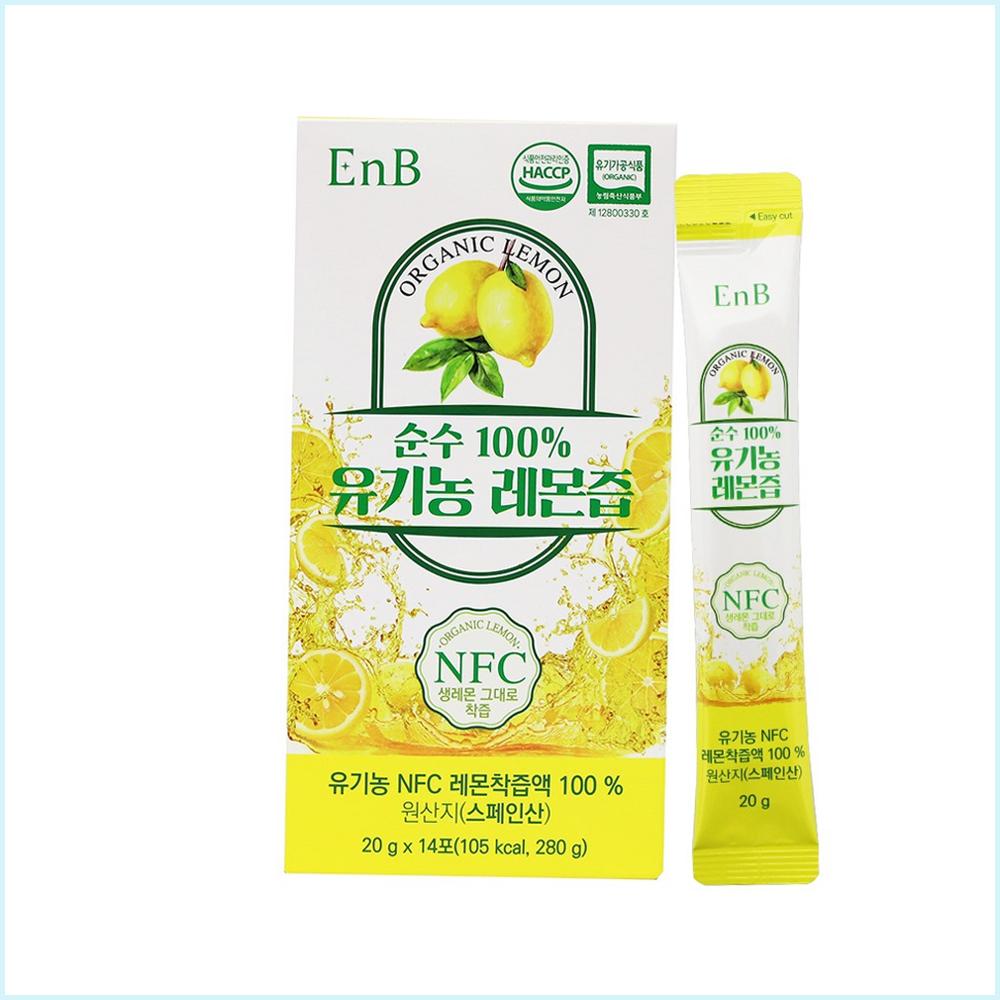 EnB
식품안전관리인증
HACCP
식품의약품안전처
유기가공식품
(ORGANIC)
농림축산식품부
제 12800330 호
ORGANIC LEMON
순수 100%
유기농 레몬즙
·ORGANIC LEMON·
NFC
생레몬 그대로
착즙
유기농 NFC 레몬착즙액 100 %
원산지(스페인산)
20 g x 14포(105 kcal, 280 g)
◀ Easy cut
EnB
ORGANIC LEMON
순수 100%
유기농
레몬즙
·ORGANIC LEMON·
NFC
생레몬 그대로
착즙
유기농 NFC
레몬착즙액 100 %
원산지(스페인산)
20 g